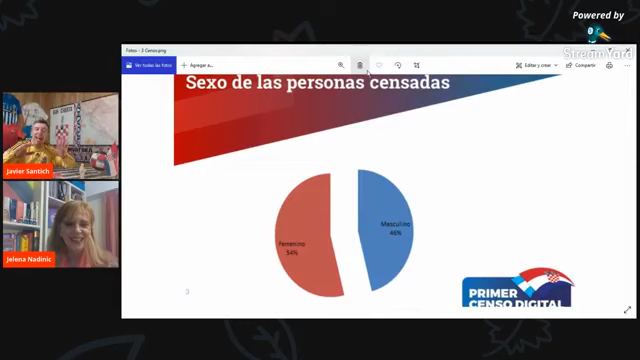 Powered by
StreamYard
Fotos - 3 Censo.png
Ver todas las fotos
Agregar a...
Editar y crear
Compartir
Sexo de las personas censadas
Masculino
46%
Femenino
54%
3
PRIMER
CENSO DIGITAL
Javier Santich
Jelena Nadinic